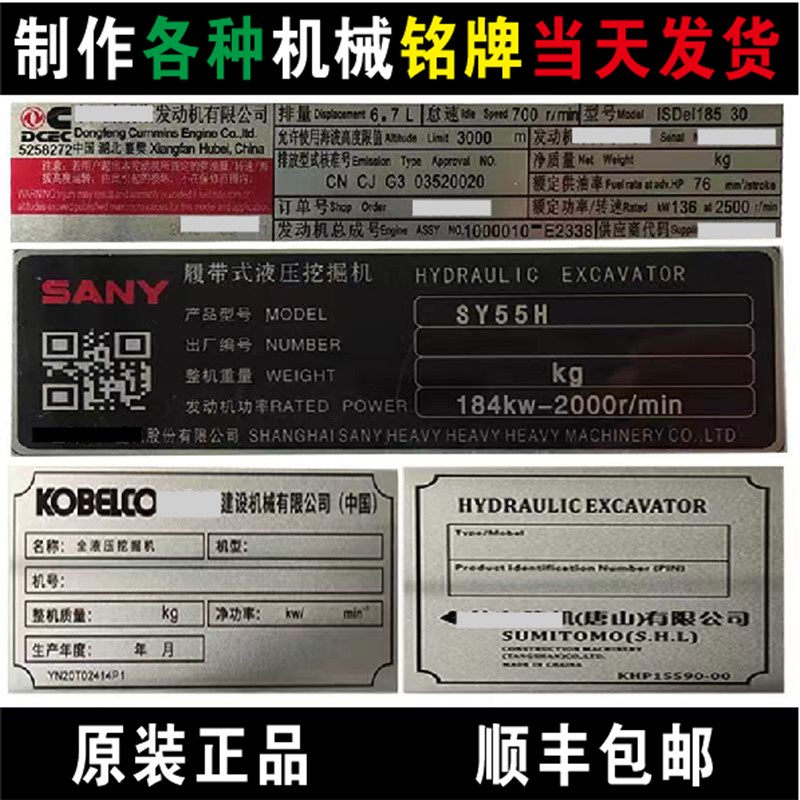 制作各种机械铭牌当天发货
DCEC
5258272
发动机有限公司
Dongfeng Cummins Engine Co.,ltd.
中国 湖北 襄樊 Xiangfan Hubei, China
排量 Displacement 6.7 L
怠速 Idle Speed 700 r/min
型号 Model ISDel185 30
允许使用海拔高度限值 Altitude Limit 3000 m
发动机
Serial
排放型式核准号 Emission Type Approval NO.
CN CJ G3 03520020
净质量 Net Weight kg
额定供油率 Fuel rate at adv.HP 76 mm³/stroke
订单号 Shop Order
额定功率/转速 Rated kW 136 at 2500 r/min
发动机总成号 Engine ASSY NO. 1000010-E2338
供应商代码
SANY
履带式液压挖掘机 HYDRAULIC EXCAVATOR
产品型号 MODEL SY55H
出厂编号 NUMBER
整机重量 WEIGHT kg
发动机功率 RATED POWER 184kw-2000r/min
股份有限公司 SHANGHAI SANY HEAVY HEAVY HEAVY MACHINERY CO.,LTD
KOBELCO 建设机械有限公司(中国)
名称: 全液压挖掘机 机型:
机号:
整机质量: kg 净功率: kw/ min⁻¹
生产年度: 年 月
YN20T02414P1
HYDRAULIC EXCAVATOR
Type/Mobel
Product Identification Number (PIN)
机(唐山)有限公司
SUMITOMO(S.H.L)
CONSTRUCTION MACHINERY
(TANGSHAN)CO.,LTD.
MADE IN CHAINA
KHP15590-00
原装正品 顺丰包邮